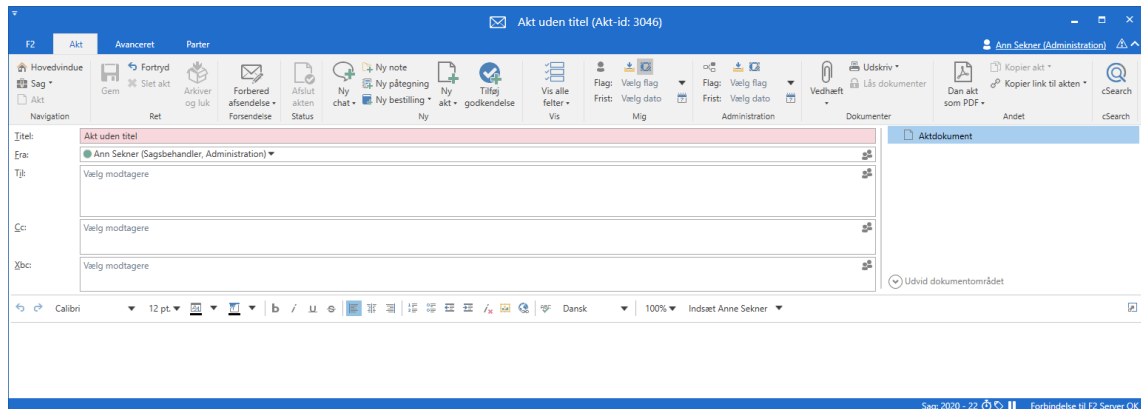 Akt uden titel (Akt-id: 3046)
F2 Akt Avanceret Parter Ann Sekner (Administration)
Hovedvindue
Sag
Akt
Navigation
Gem
Fortryd
Slet akt
Arkiver og luk
Ret
Forbered afsendelse
Forsendelse
Afslut akten
Status
Ny chat
Ny note
Ny påtegning
Ny bestilling
Ny akt
Tilføj godkendelse
Ny
Vis alle felter
Vis
Flag: Vælg flag
Frist: Vælg dato
Mig
Flag: Vælg flag
Frist: Vælg dato
Administration
Vedhæft
Udskriv
Lås dokumenter
Dokumenter
Dan akt som PDF
Kopier akt
Kopier link til akten
Andet
cSearch
cSearch
Titel: Akt uden titel
Fra: Ann Sekner (Sagsbehandler, Administration)
Til: Vælg modtagere
Cc: Vælg modtagere
Xbc: Vælg modtagere
Aktdokument
Udvid dokumentområdet
Calibri 12 pt. b i u Dansk 100% Indsæt Anne Sekner
Sag: 2020 - 22 Forbindelse til F2 Server OK